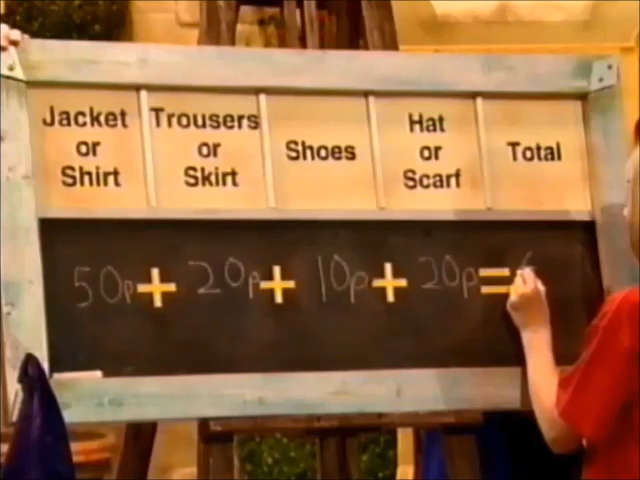 Jacket or Shirt
Trousers or Skirt
Shoes
Hat or Scarf
Total
50p + 20p + 10p + 20p =